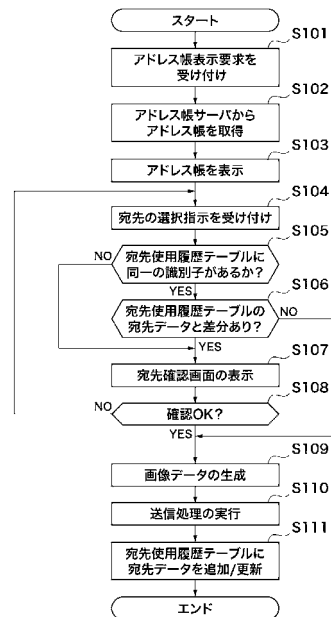 スタート
S101
アドレス帳表示要求を
受け付け
S102
アドレス帳サーバから
アドレス帳を取得
S103
アドレス帳を表示
S104
宛先の選択指示を受け付け
S105
NO
宛先使用履歴テーブルに
同一の識別子があるか?
YES
S106
宛先使用履歴テーブルの
宛先データと差分あり?
NO
YES
S107
宛先確認画面の表示
S108
NO
確認OK?
YES
S109
画像データの生成
S110
送信処理の実行
S111
宛先使用履歴テーブルに
宛先データを追加/更新
エンド